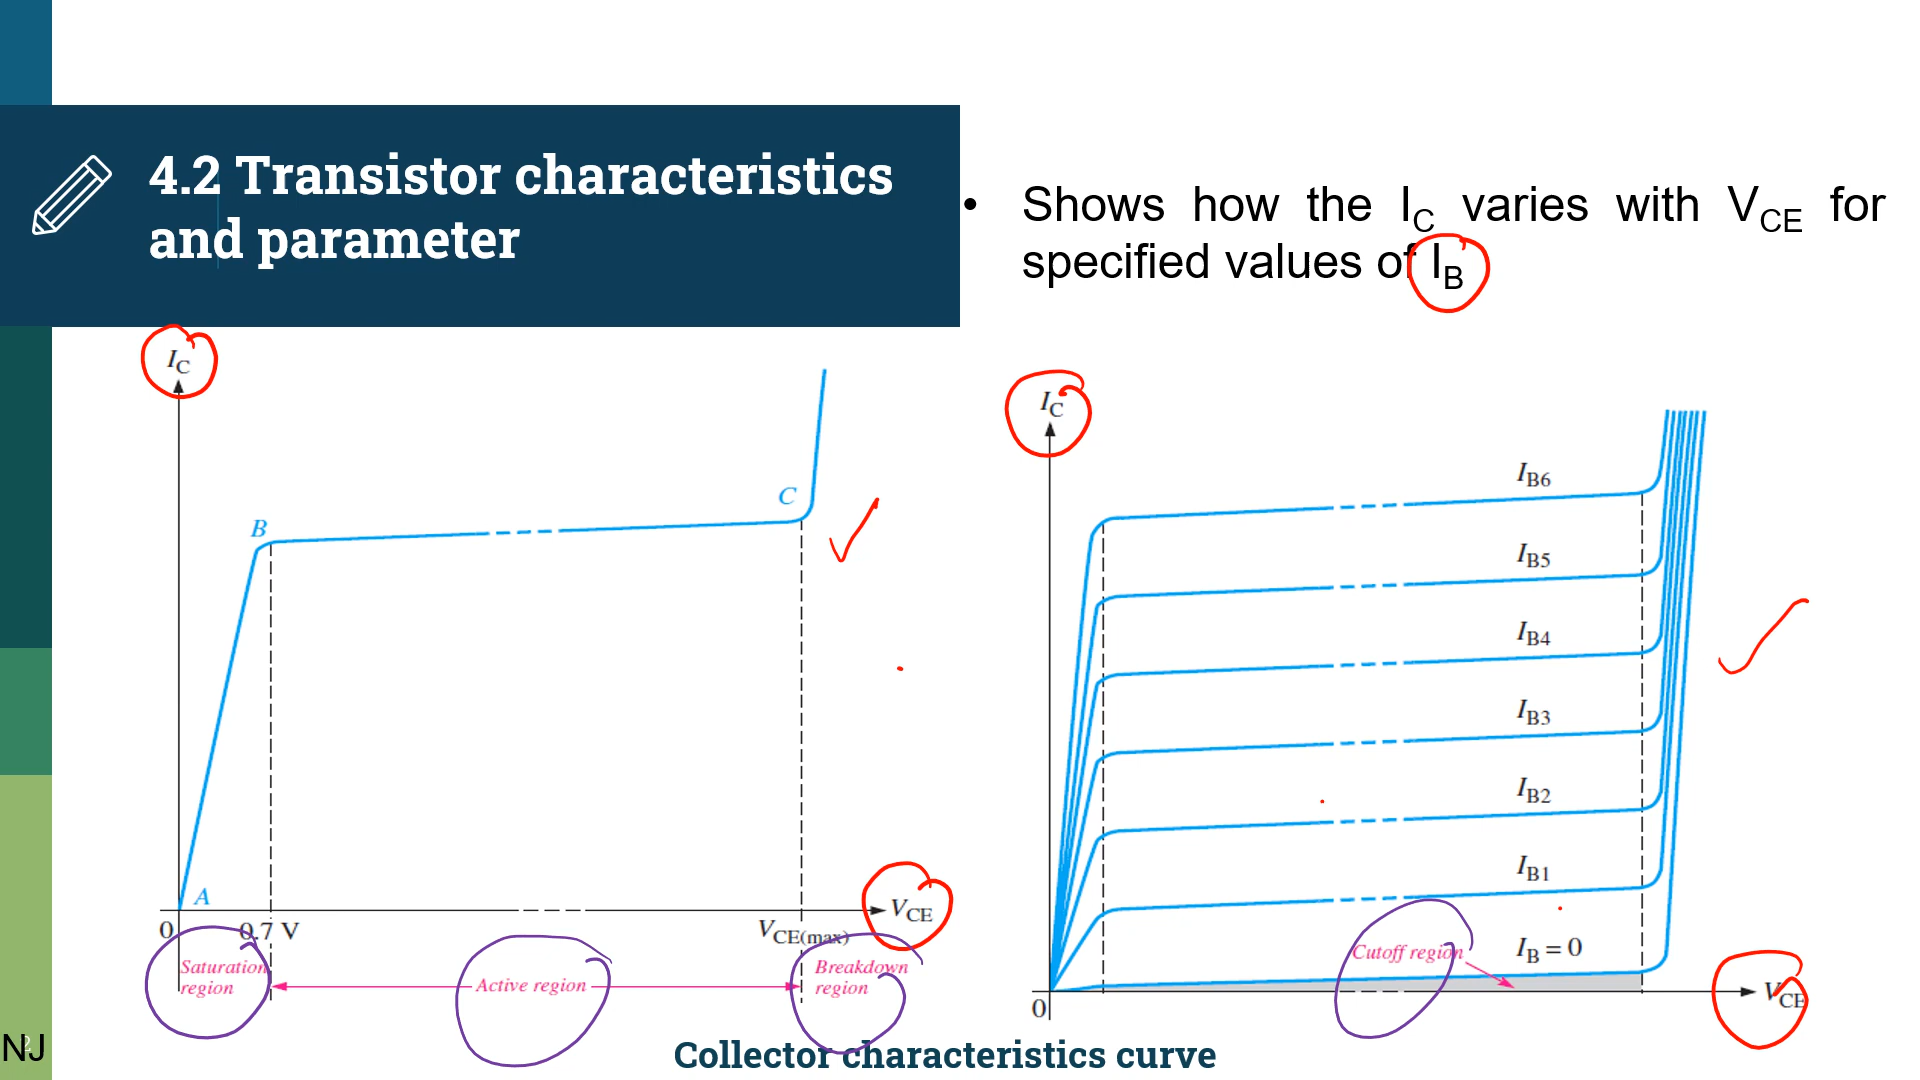 4.2 Transistor characteristics
and parameter
• Shows how the IC varies with VCE for
specified values of IB
IC
B
C
A
0
0.7 V
VCE(max)
VCE
Saturation
region
Active region
Breakdown
region
IC
IB6
IB5
IB4
IB3
IB2
IB1
Cutoff region
IB = 0
0
VCE
NJ
Collector characteristics curve